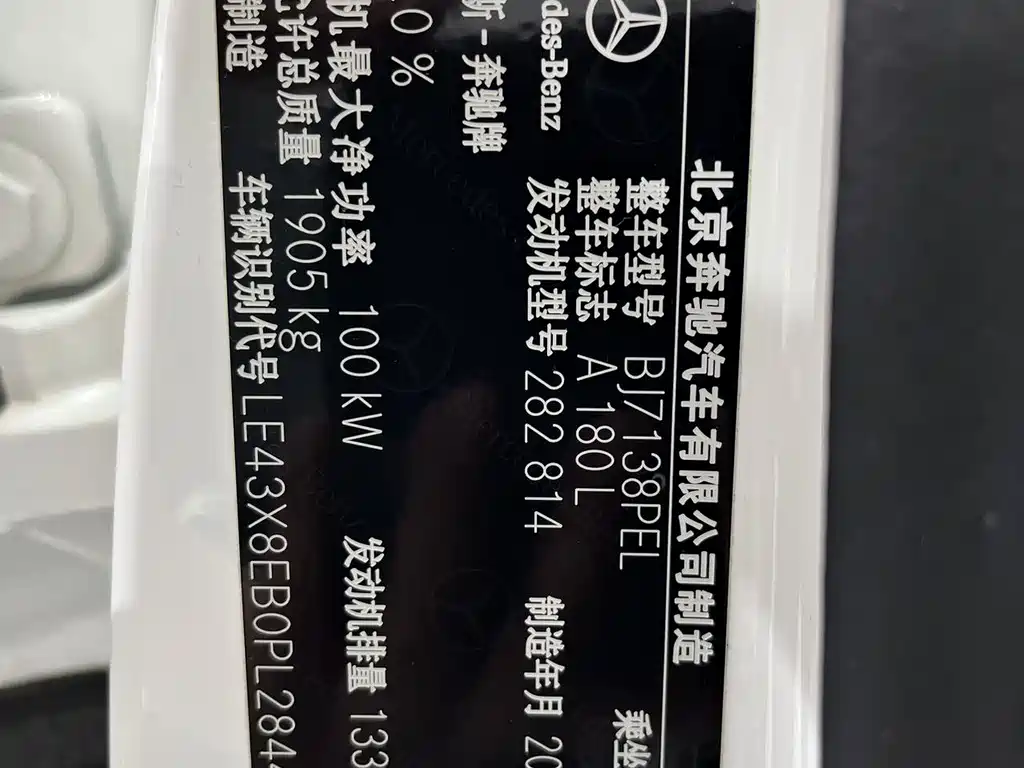 北京奔驰汽车有限公司制造
整车型号 BJ7138PEL 乘坐
整车标志 A 180 L
des-Benz 发动机型号 282 814 制造年月 20
斯-奔驰牌
0 %
机最大净功率 100 kW 发动机排量 133
许总质量 1905 kg
制造 车辆识别代号 LE43X8EB0PL284